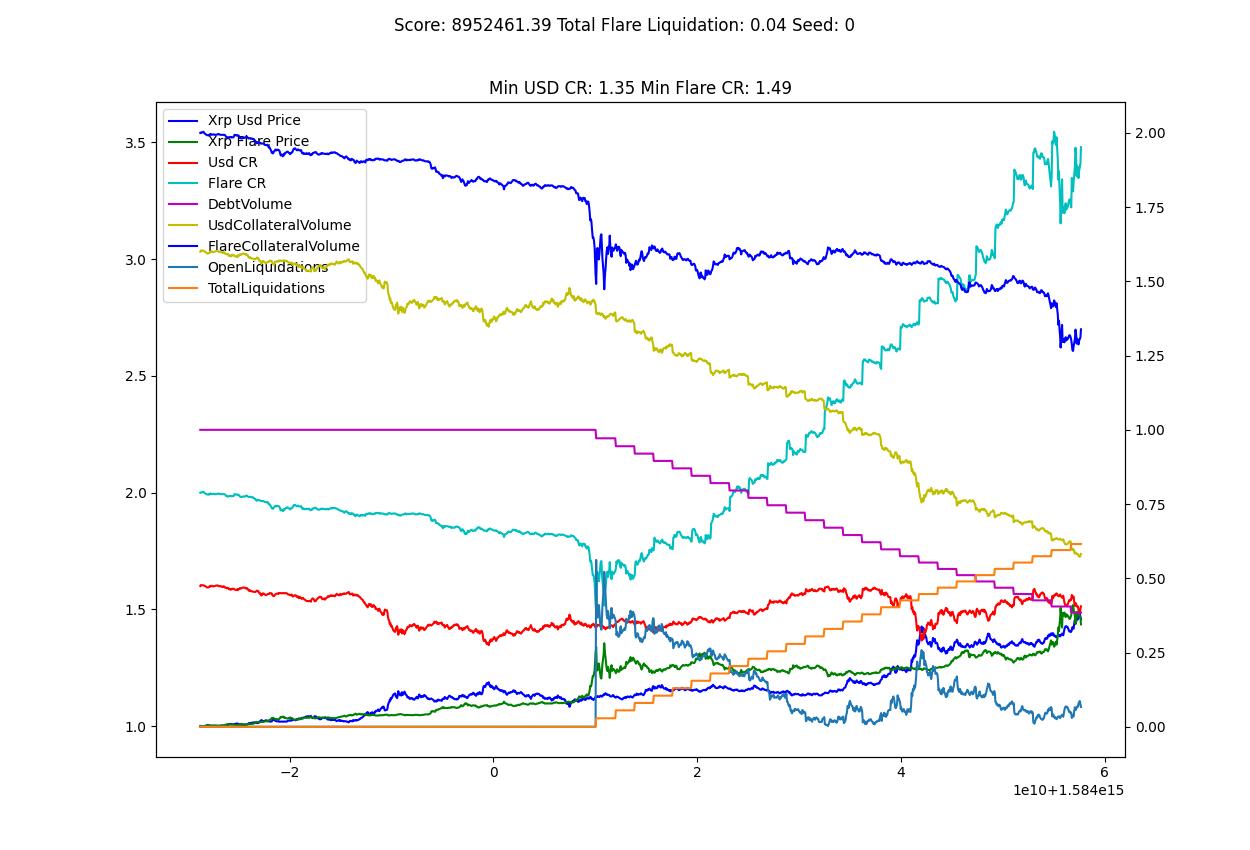 Score: 8952461.39 Total Flare Liquidation: 0.04 Seed: 0
Min USD CR: 1.35 Min Flare CR: 1.49
Xrp Usd Price
Xrp Flare Price
Usd CR
Flare CR
DebtVolume
UsdCollateralVolume
FlareCollateralVolume
OpenLiquidations
TotalLiquidations
3.5
3.0
2.5
2.0
1.5
1.0
2.00
1.75
1.50
1.25
1.00
0.75
0.50
0.25
0.00
−2 0 2 4 6
1e10+1.584e15